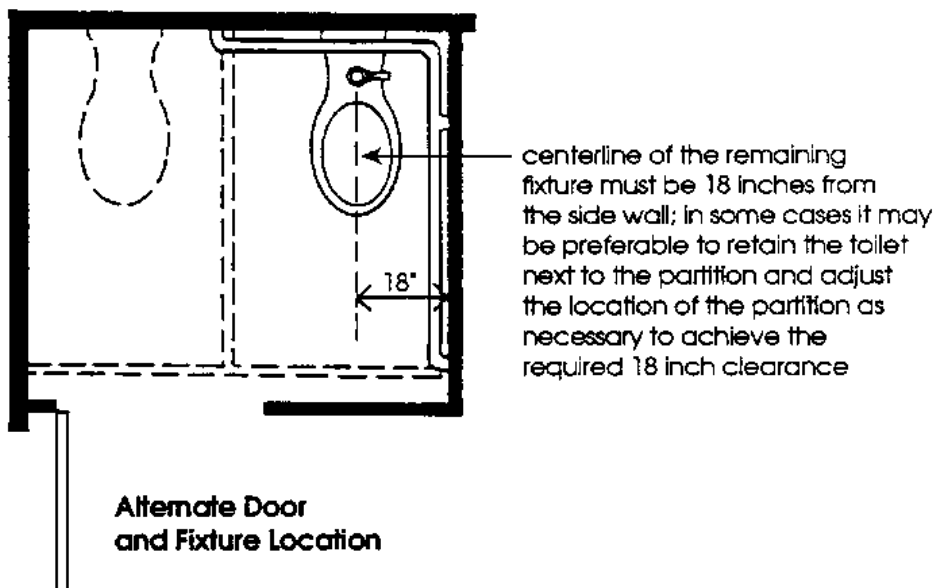 centerline of the remaining
fixture must be 18 inches from
the side wall; in some cases it may
be preferable to retain the toilet
next to the partition and adjust
the location of the partition as
necessary to achieve the
required 18 inch clearance
18"
Alternate Door
and Fixture Location